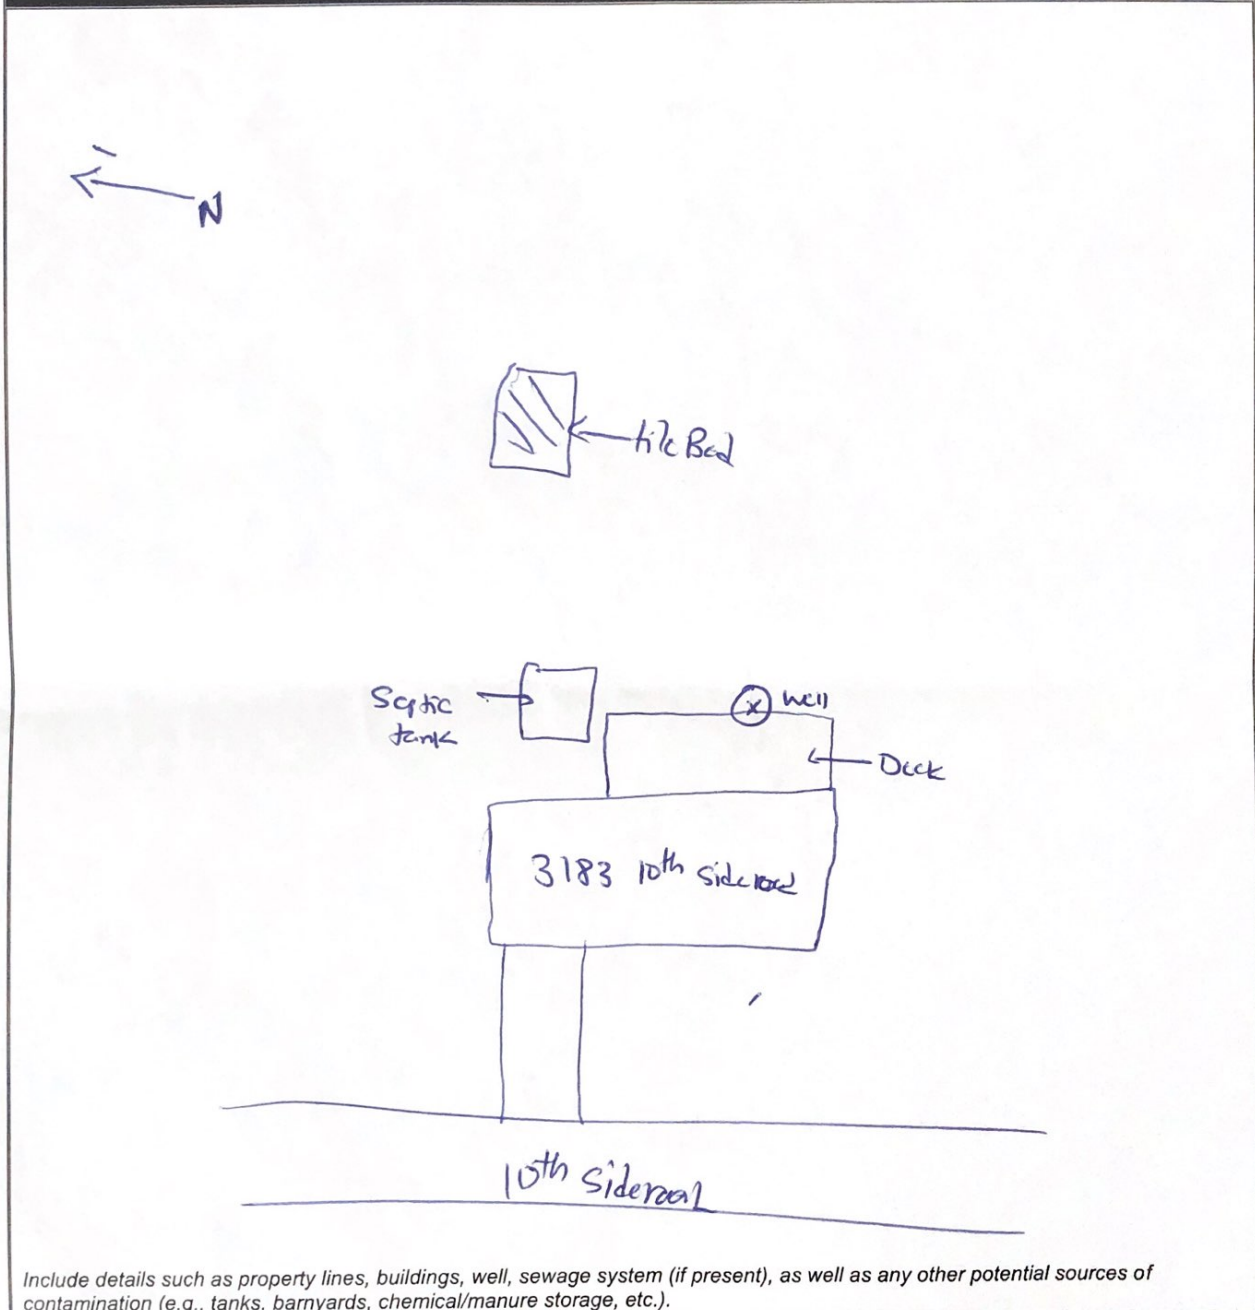 N
tile Bed
Septic
tank
X Well
Deck
3183 10th Sideroad
10th Sideroad
Include details such as property lines, buildings, well, sewage system (if present), as well as any other potential sources of
contamination (e.g., tanks, barnyards, chemical/manure storage, etc.).